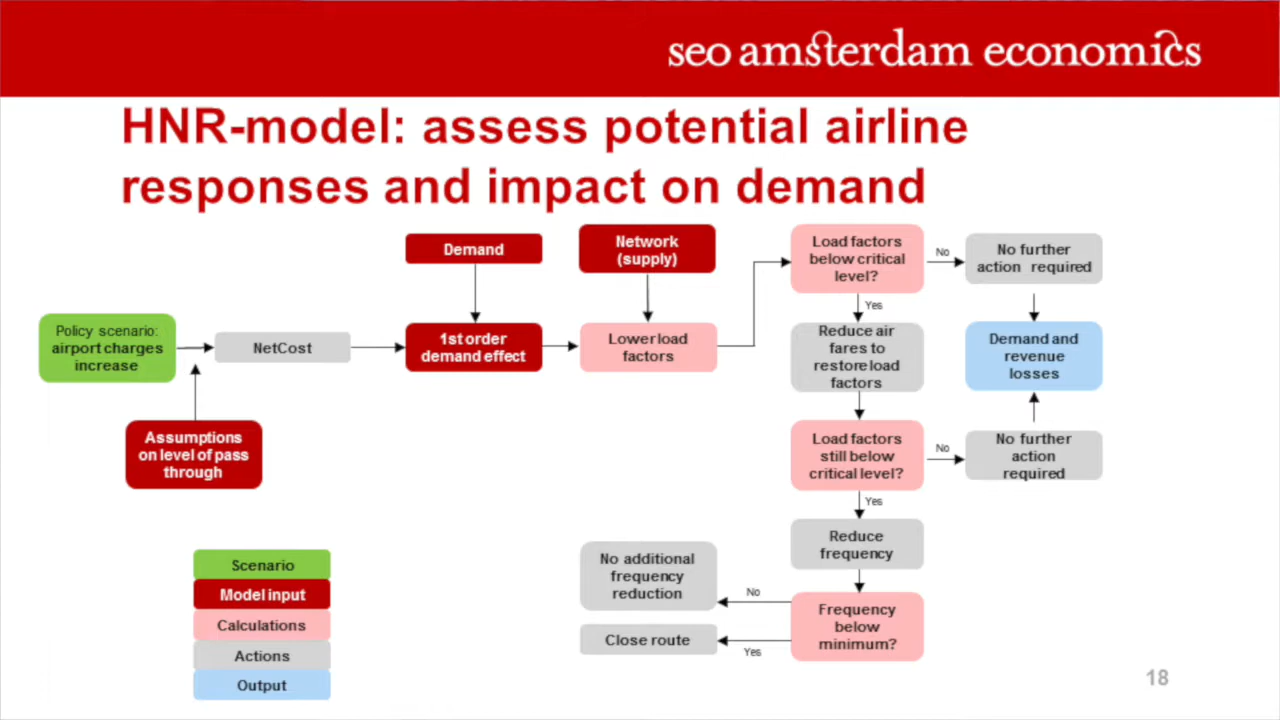 seo amsterdam economics
HNR-model: assess potential airline
responses and impact on demand
Demand
Network
(supply)
Load factors
below critical
level?
No
No further
action required
Yes
Policy scenario:
airport charges
increase
NetCost
1st order
demand effect
Lower load
factors
Reduce air
fares to
restore load
factors
Demand and
revenue
losses
Assumptions
on level of pass
through
Load factors
still below
critical level?
No
No further
action
required
Yes
Reduce
frequency
No additional
frequency
reduction
No
Frequency
below
minimum?
Close route
Yes
Scenario
Model input
Calculations
Actions
Output
18